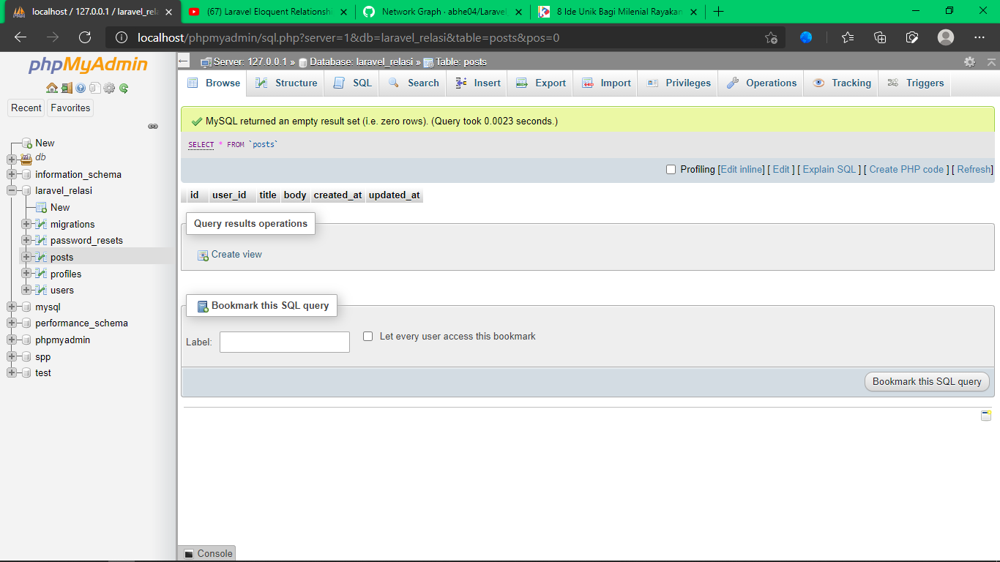 localhost / 127.0.0.1 / laravel_rela
(67) Laravel Eloquent Relationshi
Network Graph · abhe04/Laravel
8 Ide Unik Bagi Milenial Rayakan
localhost/phpmyadmin/sql.php?server=1&db=laravel_relasi&table=posts&pos=0
phpMyAdmin
Recent
Favorites
New
db
information_schema
laravel_relasi
New
migrations
password_resets
posts
profiles
users
mysql
performance_schema
phpmyadmin
spp
test
Server: 127.0.0.1 » Database: laravel_relasi » Table: posts
Browse
Structure
SQL
Search
Insert
Export
Import
Privileges
Operations
Tracking
Triggers
MySQL returned an empty result set (i.e. zero rows). (Query took 0.0023 seconds.)
SELECT * FROM `posts`
Profiling [Edit inline] [ Edit ] [ Explain SQL ] [ Create PHP code ] [ Refresh]
id user_id title body created_at updated_at
Query results operations
Create view
Bookmark this SQL query
Label:
Let every user access this bookmark
Bookmark this SQL query
Console